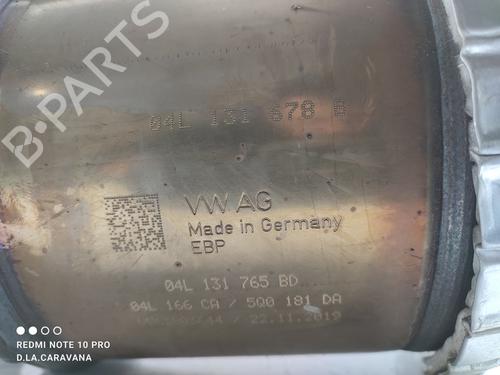 B-PARTS
04L 131 678 B
VW AG
Made in Germany
EBP
04L 131 765 BD
04L 166 CA / 5Q0 181 DA
/ 22.11.2019
REDMI NOTE 10 PRO
D.LA.CARAVANA